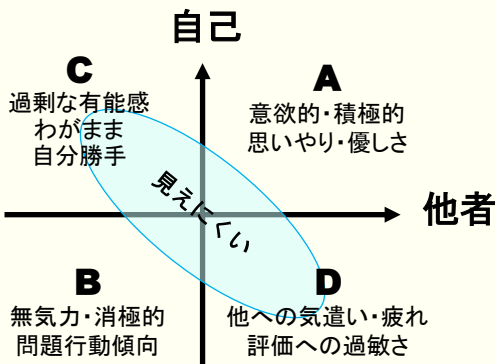 自己
C
過剰な有能感
わがまま
自分勝手
A
意欲的・積極的
思いやり・優しさ
見えにくい
他者
B
無気力・消極的
問題行動傾向
D
他への気遣い・疲れ
評価への過敏さ